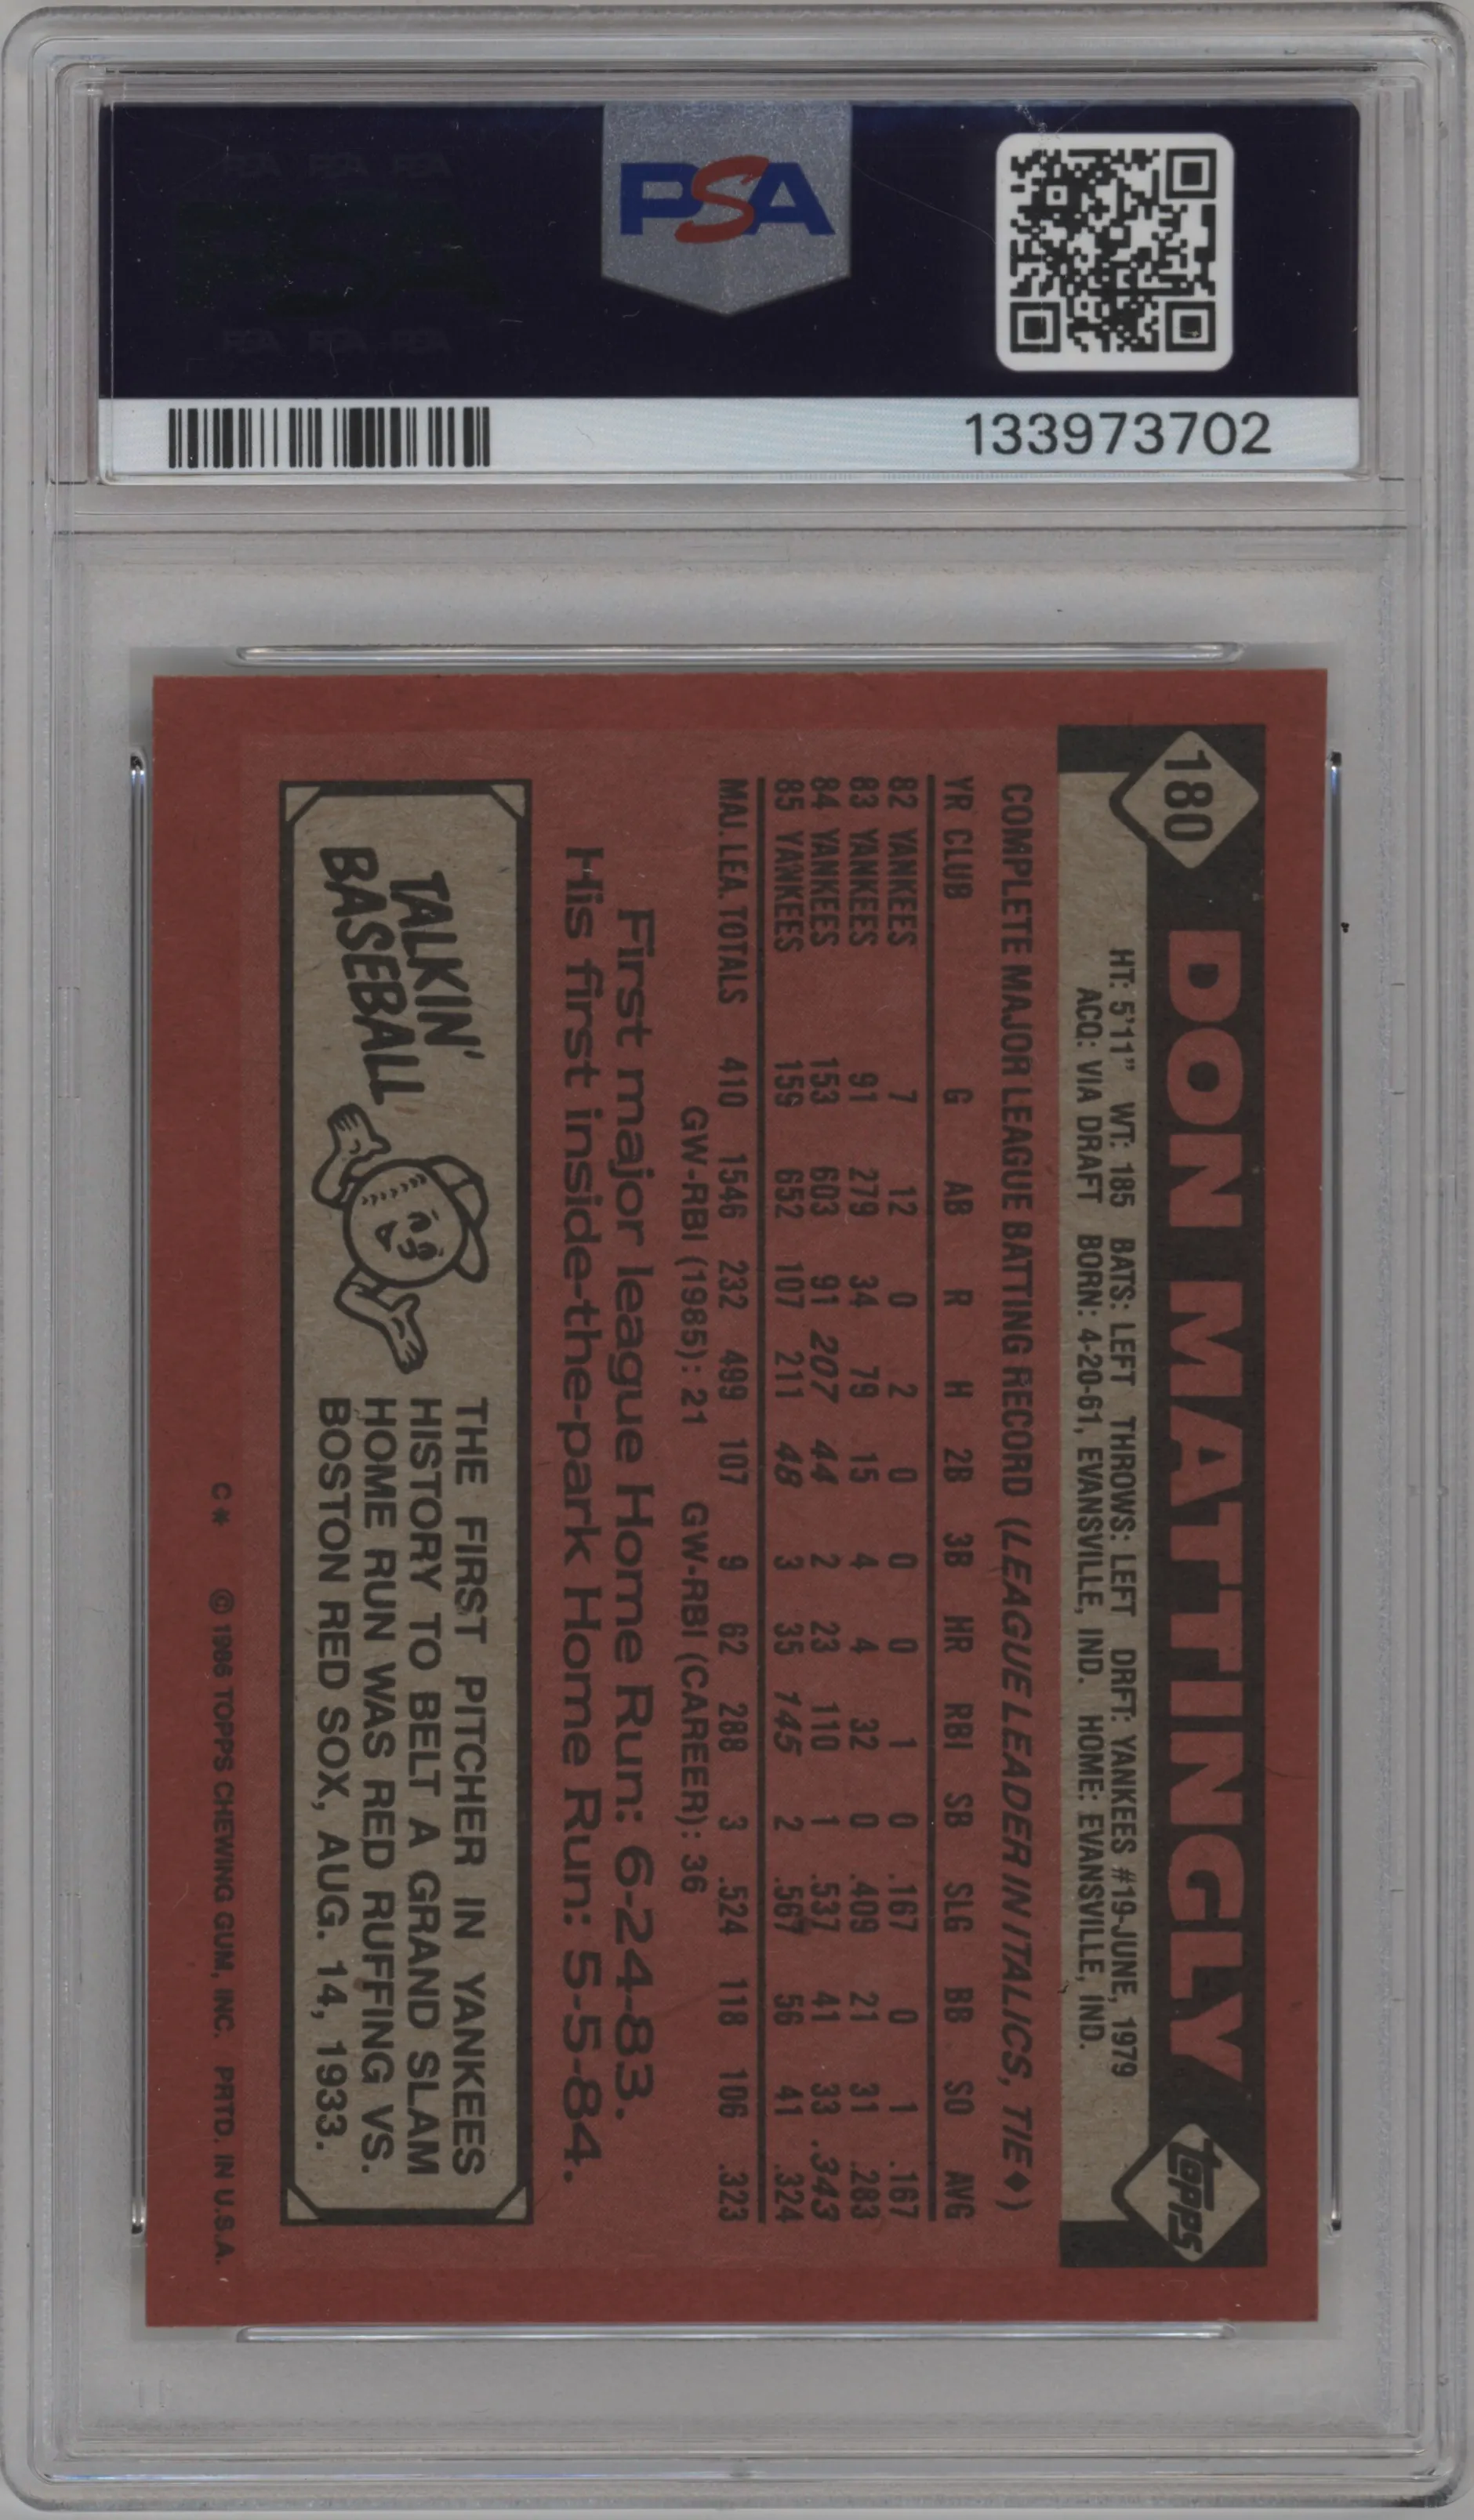 PSA
133973702
180 DON MATTINGLY topps
HT: 5'11" WT: 185 BATS: LEFT THROWS: LEFT DRFT: YANKEES #19-JUNE, 1979
ACQ: VIA DRAFT BORN: 4-20-61, EVANSVILLE, IND. HOME: EVANSVILLE, IND.
COMPLETE MAJOR LEAGUE BATTING RECORD (LEAGUE LEADER IN ITALICS, TIE♦)
YR CLUB G AB R H 2B 3B HR RBI SB SLG BB SO AVG
82 YANKEES 7 12 0 2 0 0 0 1 0 .167 0 1 .167
83 YANKEES 91 279 34 79 15 4 4 32 0 .409 21 31 .283
84 YANKEES 153 603 91 207 44 2 23 110 1 .537 41 33 .343
85 YANKEES 159 652 107 211 48 3 35 145 2 .567 56 41 .324
MAJ. LEA. TOTALS 410 1546 232 499 107 9 62 288 3 .524 118 106 .323
GW-RBI (1985): 21 GW-RBI (CAREER): 36
First major league Home Run: 6-24-83.
His first inside-the-park Home Run: 5-5-84.
TALKIN'
BASEBALL
THE FIRST PITCHER IN YANKEES
HISTORY TO BELT A GRAND SLAM
HOME RUN WAS RED RUFFING VS.
BOSTON RED SOX, AUG. 14, 1933.
C* © 1986 TOPPS CHEWING GUM, INC. PRTD. IN U.S.A.